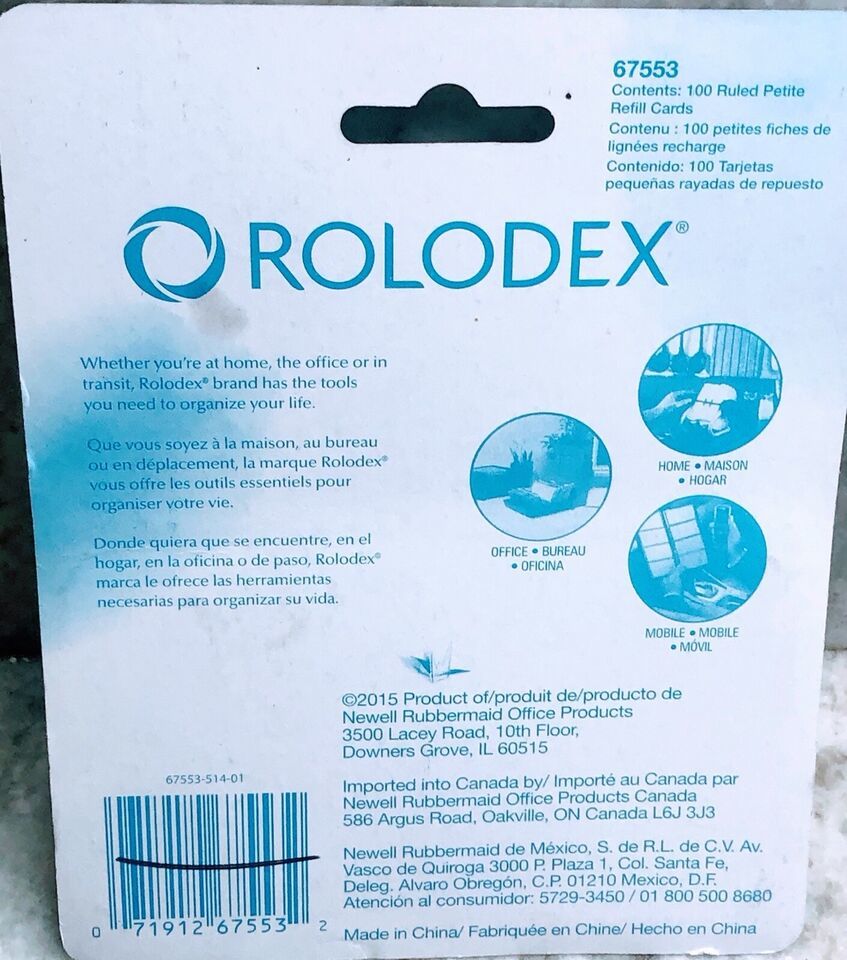 67553
Contents: 100 Ruled Petite
Refill Cards
Contenu : 100 petites fiches de
lignées recharge
Contenido: 100 Tarjetas
pequeñas rayadas de repuesto
ROLODEX®
Whether you're at home, the office or in
transit, Rolodex® brand has the tools
you need to organize your life.
Que vous soyez à la maison, au bureau
ou en déplacement, la marque Rolodex®
vous offre les outils essentiels pour
organiser votre vie.
Donde quiera que se encuentre, en el
hogar, en la oficina o de paso, Rolodex®
marca le ofrece las herramientas
necesarias para organizar su vida.
HOME • MAISON
• HOGAR
OFFICE • BUREAU
• OFICINA
MOBILE • MOBILE
• MÓVIL
©2015 Product of/produit de/producto de
Newell Rubbermaid Office Products
3500 Lacey Road, 10th Floor,
Downers Grove, IL 60515
Imported into Canada by/ Importé au Canada par
Newell Rubbermaid Office Products Canada
586 Argus Road, Oakville, ON Canada L6J 3J3
Newell Rubbermaid de México, S. de R.L. de C.V. Av.
Vasco de Quiroga 3000 P. Plaza 1, Col. Santa Fe,
Deleg. Alvaro Obregón, C.P. 01210 Mexico, D.F.
Atención al consumidor: 5729-3450 / 01 800 500 8680
Made in China/ Fabriquée en Chine/ Hecho en China
67553-514-01
0 71912 67553 2